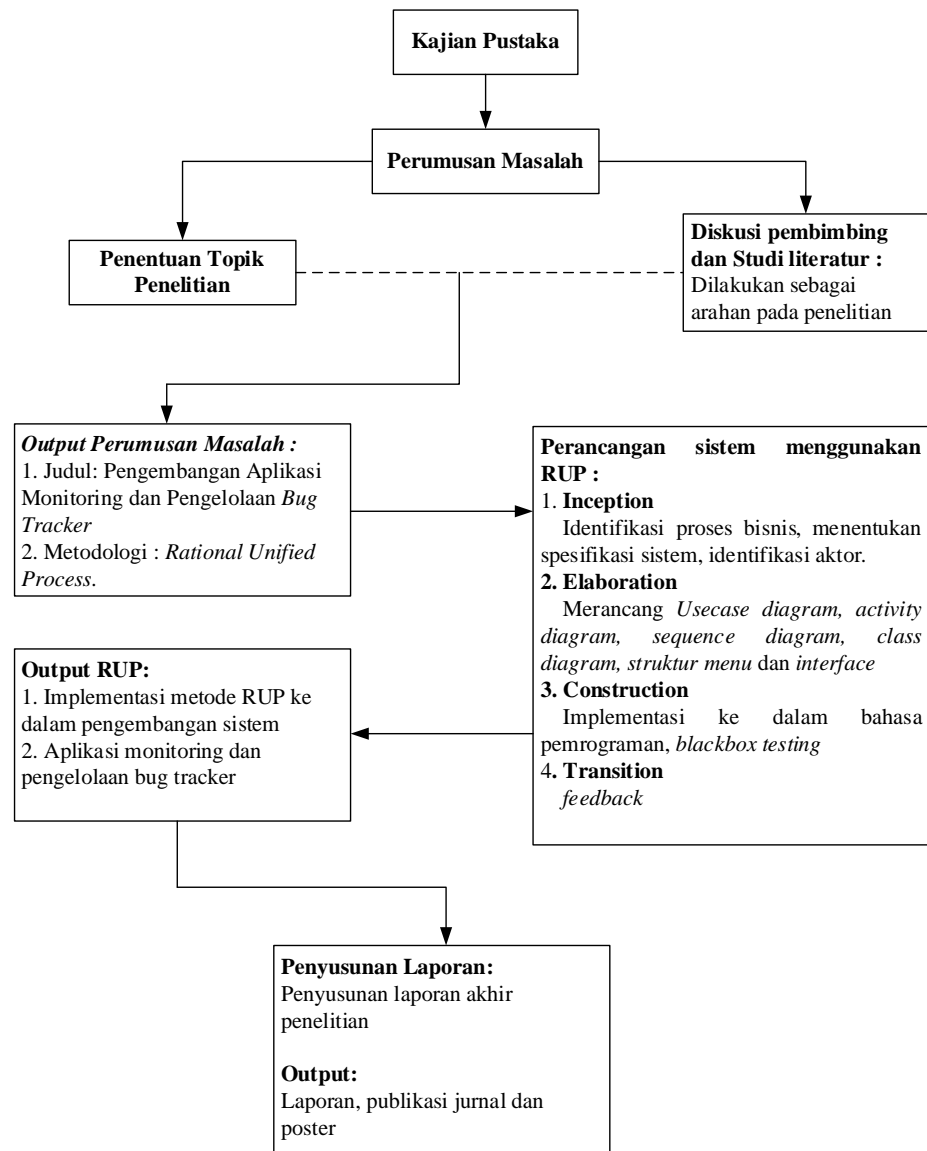 Kajian Pustaka
Perumusan Masalah
Penentuan Topik
Penelitian
Diskusi pembimbing
dan Studi literatur :
Dilakukan sebagai
arahan pada penelitian
Output Perumusan Masalah :
1. Judul: Pengembangan Aplikasi
Monitoring dan Pengelolaan Bug
Tracker
2. Metodologi : Rational Unified
Process.
Perancangan sistem menggunakan
RUP :
1. Inception
Identifikasi proses bisnis, menentukan
spesifikasi sistem, identifikasi aktor.
2. Elaboration
Merancang Usecase diagram, activity
diagram, sequence diagram, class
diagram, struktur menu dan interface
3. Construction
Implementasi ke dalam bahasa
pemrograman, blackbox testing
4. Transition
feedback
Output RUP:
1. Implementasi metode RUP ke
dalam pengembangan sistem
2. Aplikasi monitoring dan
pengelolaan bug tracker
Penyusunan Laporan:
Penyusunan laporan akhir
penelitian
Output:
Laporan, publikasi jurnal dan
poster